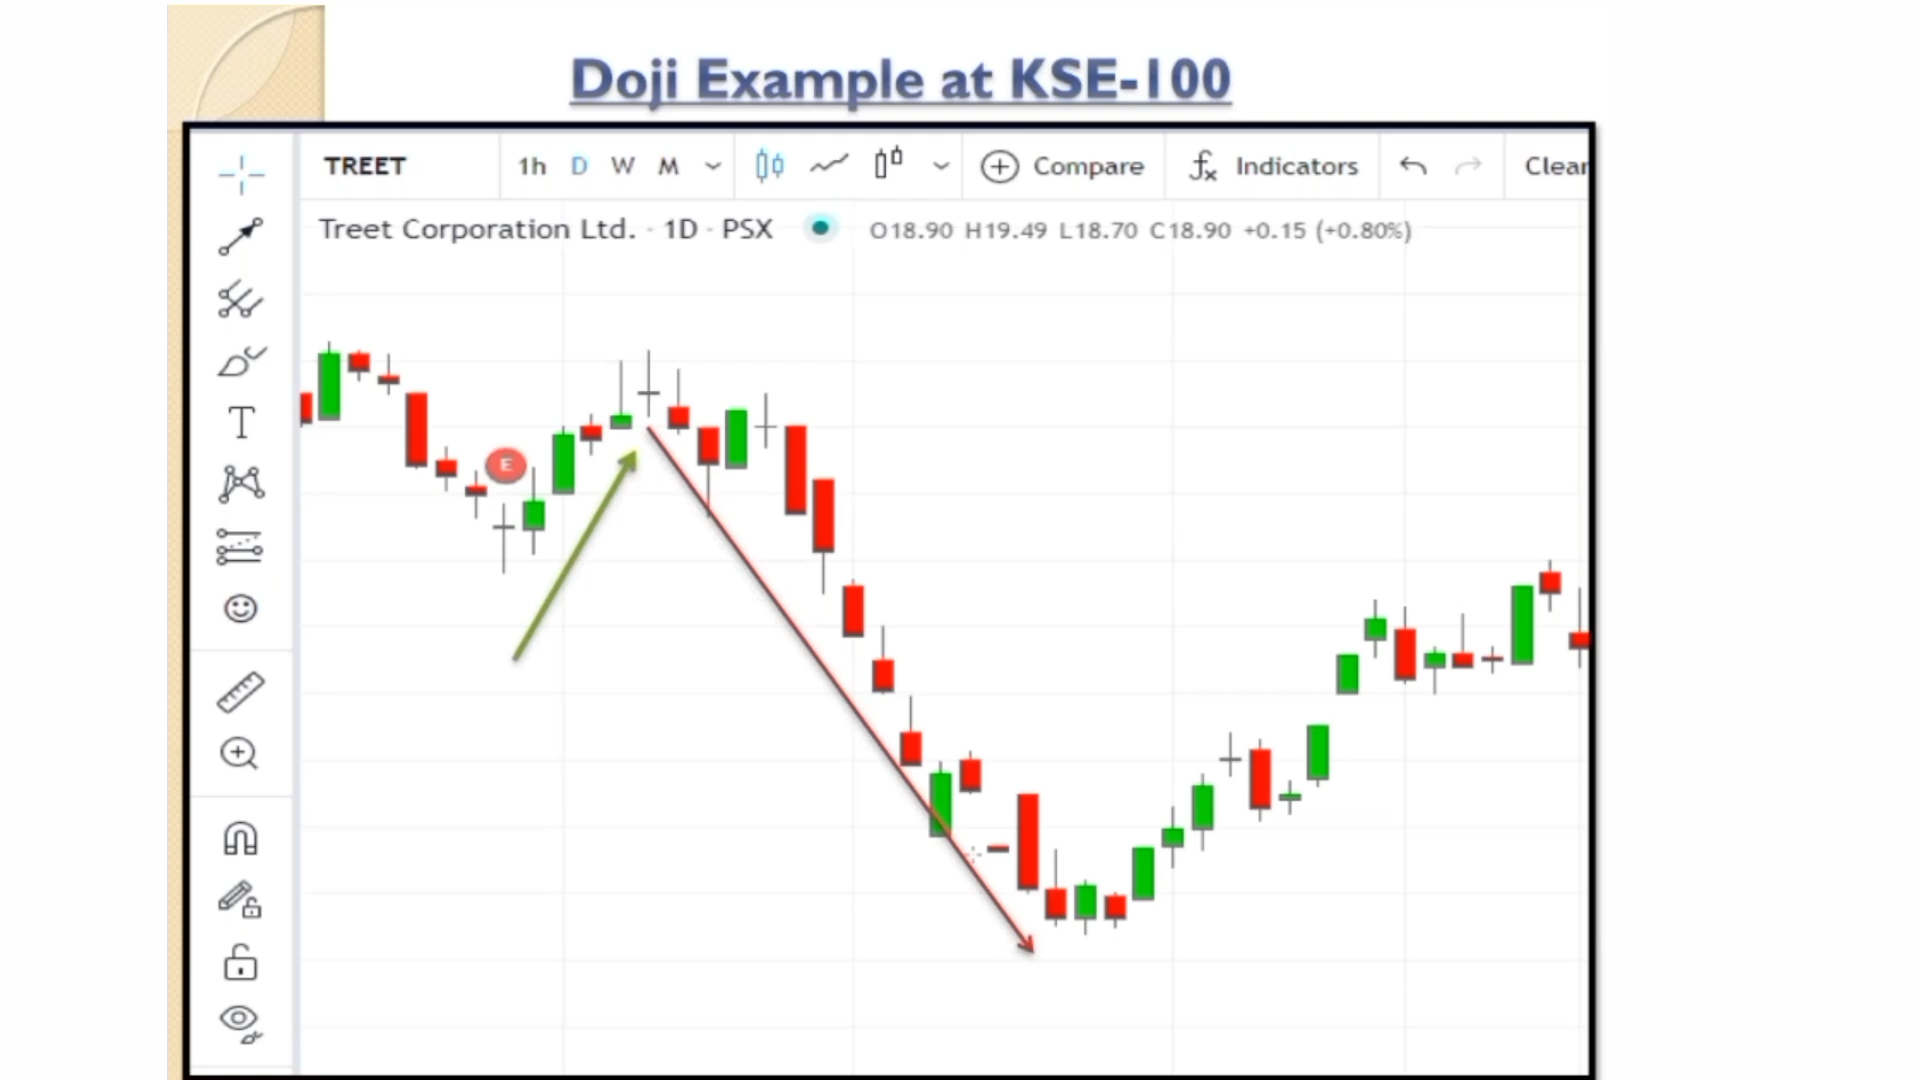 Doji Example at KSE-100
TREET 1h D W M Compare fx Indicators Clear
Treet Corporation Ltd. · 1D · PSX O18.90 H19.49 L18.70 C18.90 +0.15 (+0.80%)
T
E